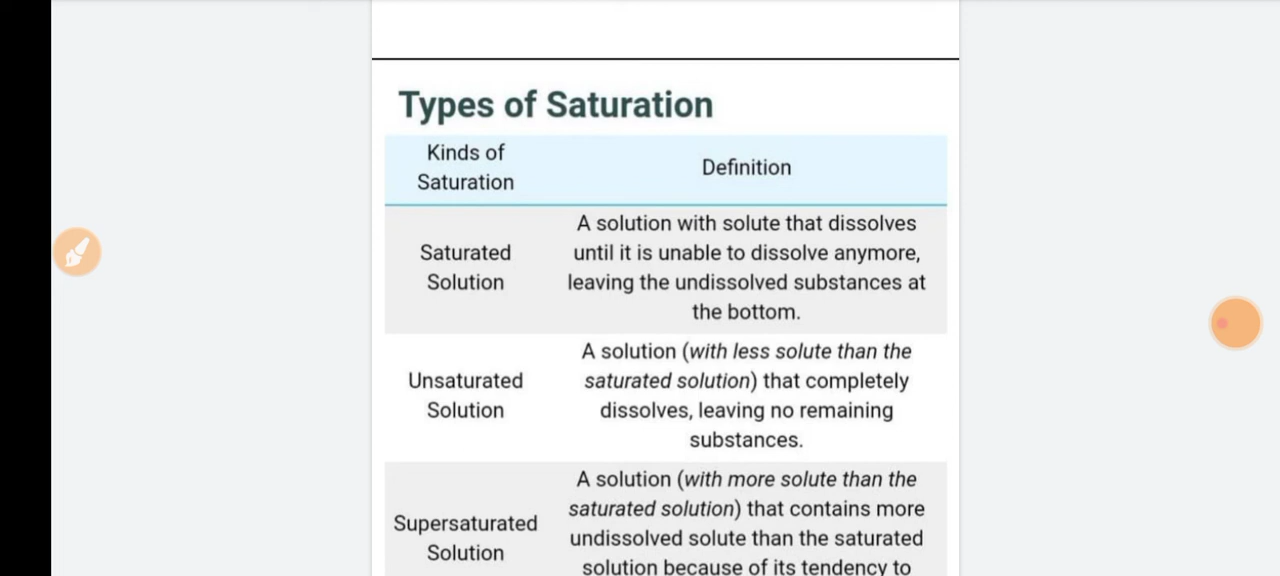 Types of Saturation
Kinds of
Saturation
Definition
Saturated
Solution
A solution with solute that dissolves
until it is unable to dissolve anymore,
leaving the undissolved substances at
the bottom.
Unsaturated
Solution
A solution (with less solute than the
saturated solution) that completely
dissolves, leaving no remaining
substances.
Supersaturated
Solution
A solution (with more solute than the
saturated solution) that contains more
undissolved solute than the saturated
solution because of its tendency to